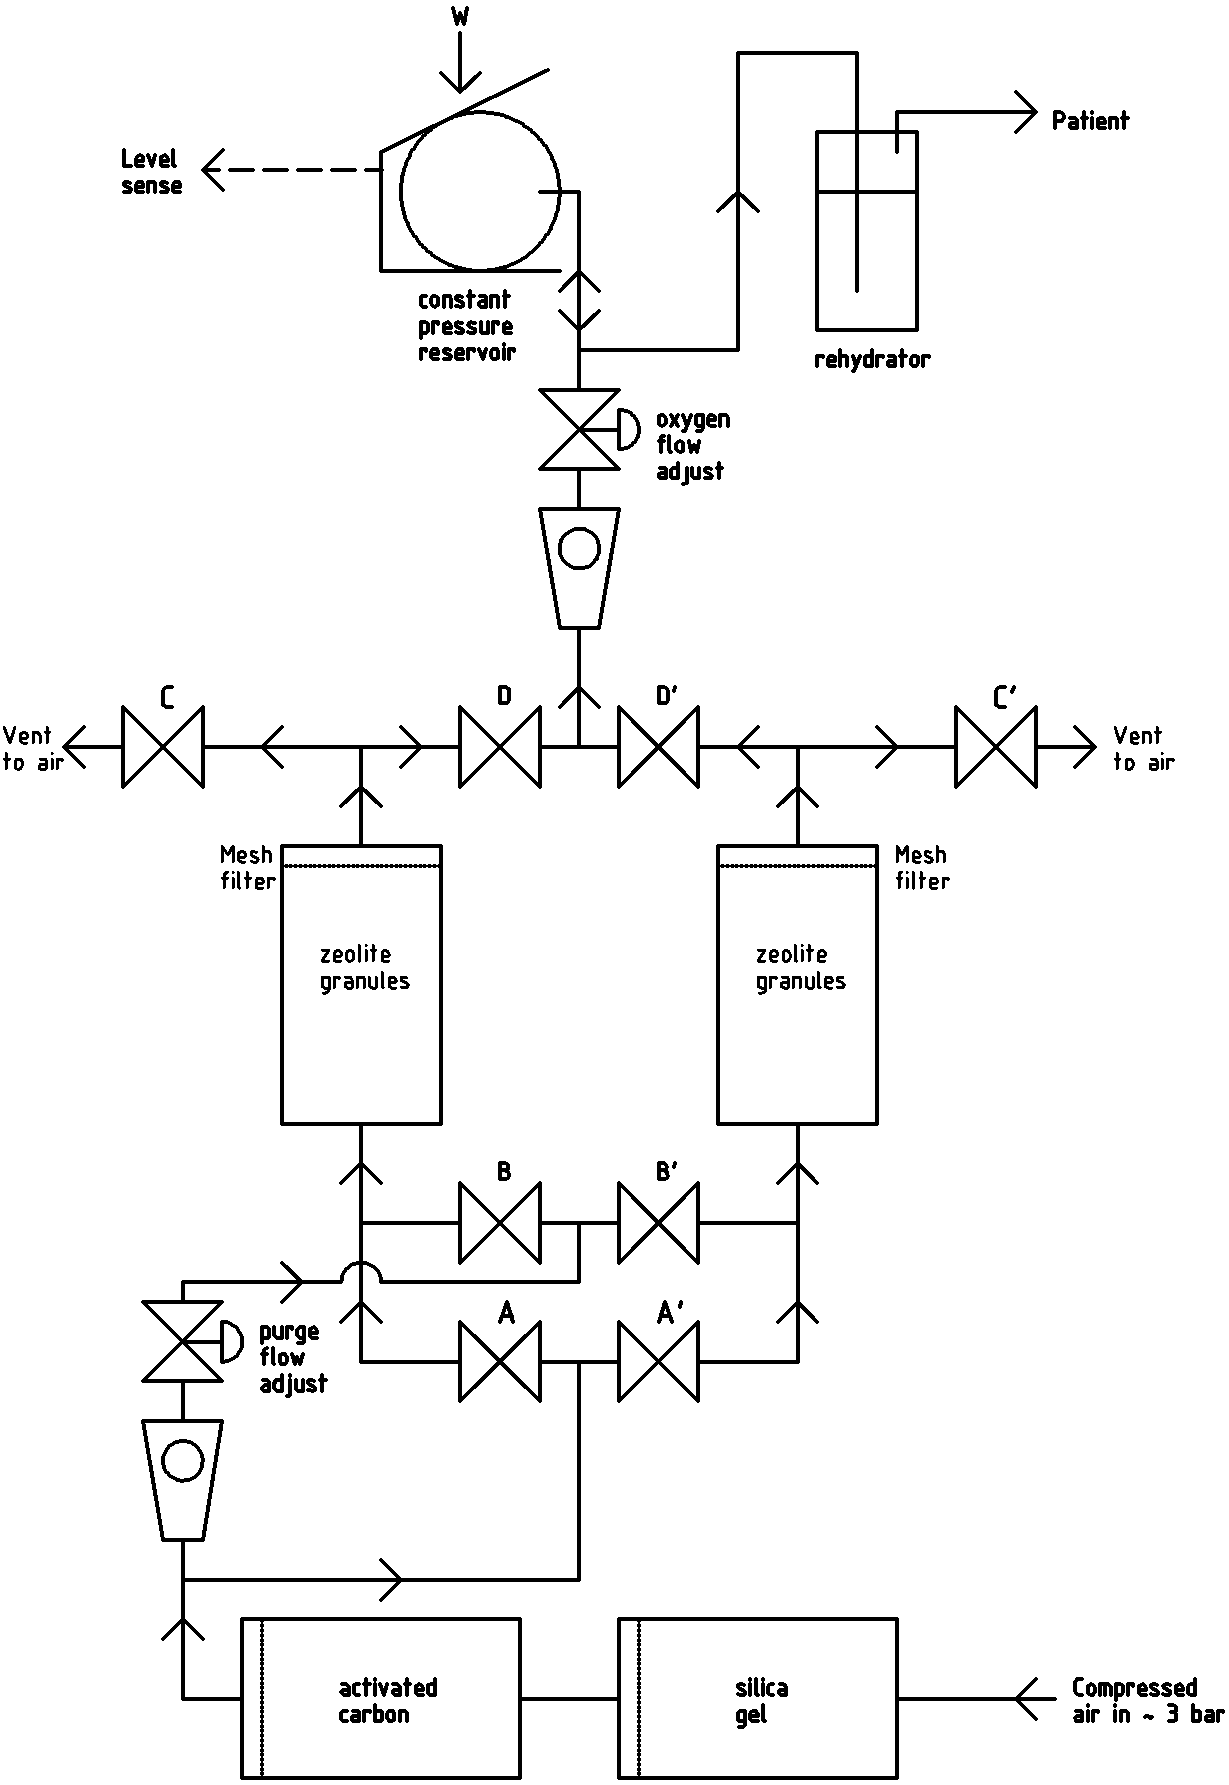 W
Patient
Level
sense
constant
pressure
reservoir
rehydrator
oxygen
flow
adjust
C
D
D'
C'
Vent
to air
Vent
to air
Mesh
filter
Mesh
filter
zeolite
granules
zeolite
granules
B
B'
A
A'
purge
flow
adjust
activated
carbon
silica
gel
Compressed
air in ~ 3 bar